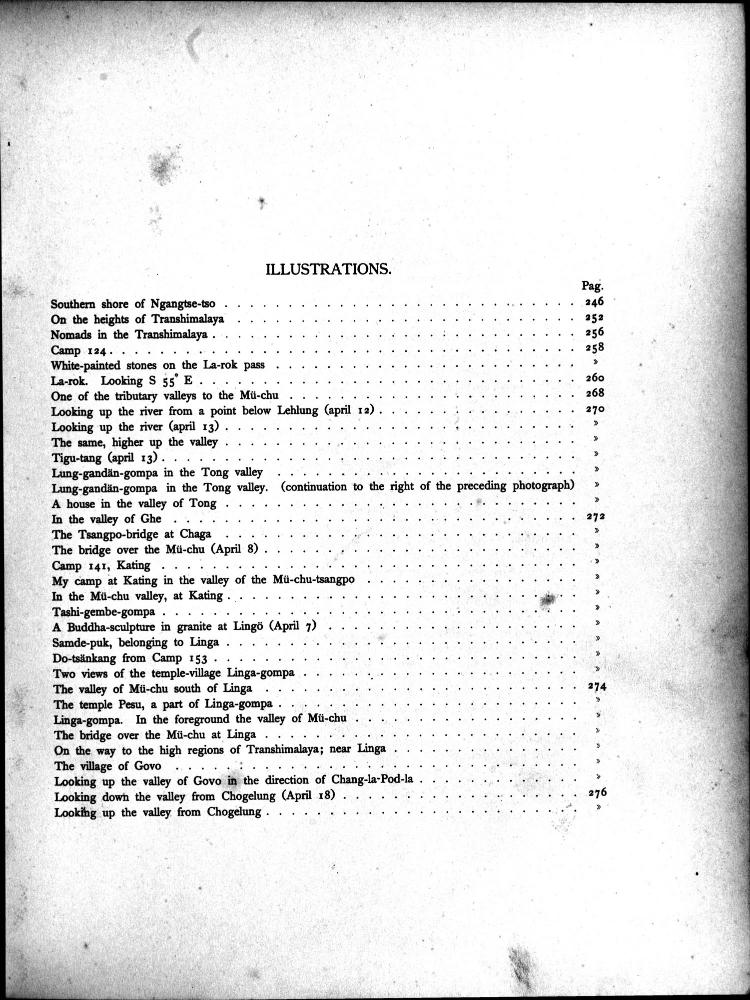 ILLUSTRATIONS.
Pag.
Southern shore of Ngangtse-tso . . . . . . . . . . 246
On the heights of Transhimalaya . . . . . . . . . . 252
Nomads in the Transhimalaya . . . . . . . . . . 256
Camp 124 . . . . . . . . . . 258
White-painted stones on the La-rok pass . . . . . . . . . . »
La-rok. Looking S 55° E . . . . . . . . . . 260
One of the tributary valleys to the Mü-chu . . . . . . . . . . 268
Looking up the river from a point below Lehlung (april 12) . . . . . . . . . . 270
Looking up the river (april 13) . . . . . . . . . . »
The same, higher up the valley . . . . . . . . . . »
Tigu-tang (april 13) . . . . . . . . . . »
Lung-gandän-gompa in the Tong valley . . . . . . . . . . »
Lung-gandän-gompa in the Tong valley. (continuation to the right of the preceding photograph) »
A house in the valley of Tong . . . . . . . . . . »
In the valley of Ghe . . . . . . . . . . 272
The Tsangpo-bridge at Chaga . . . . . . . . . . »
The bridge over the Mü-chu (April 8) . . . . . . . . . . »
Camp 141, Kating . . . . . . . . . . »
My camp at Kating in the valley of the Mü-chu-tsangpo . . . . . . . . . . »
In the Mü-chu valley, at Kating . . . . . . . . . . »
Tashi-gembe-gompa . . . . . . . . . . »
A Buddha-sculpture in granite at Lingö (April 7) . . . . . . . . . . »
Samde-puk, belonging to Linga . . . . . . . . . . »
Do-tsänkang from Camp 153 . . . . . . . . . . »
Two views of the temple-village Linga-gompa . . . . . . . . . . »
The valley of Mü-chu south of Linga . . . . . . . . . . 274
The temple Pesu, a part of Linga-gompa . . . . . . . . . . »
Linga-gompa. In the foreground the valley of Mü-chu . . . . . . . . . . »
The bridge over the Mü-chu at Linga . . . . . . . . . . »
On the way to the high regions of Transhimalaya; near Linga . . . . . . . . . . »
The village of Govo . . . . . . . . . . »
Looking up the valley of Govo in the direction of Chang-la-Pod-la . . . . . . . . . . »
Looking down the valley from Chogelung (April 18) . . . . . . . . . . 276
Looking up the valley from Chogelung . . . . . . . . . . »